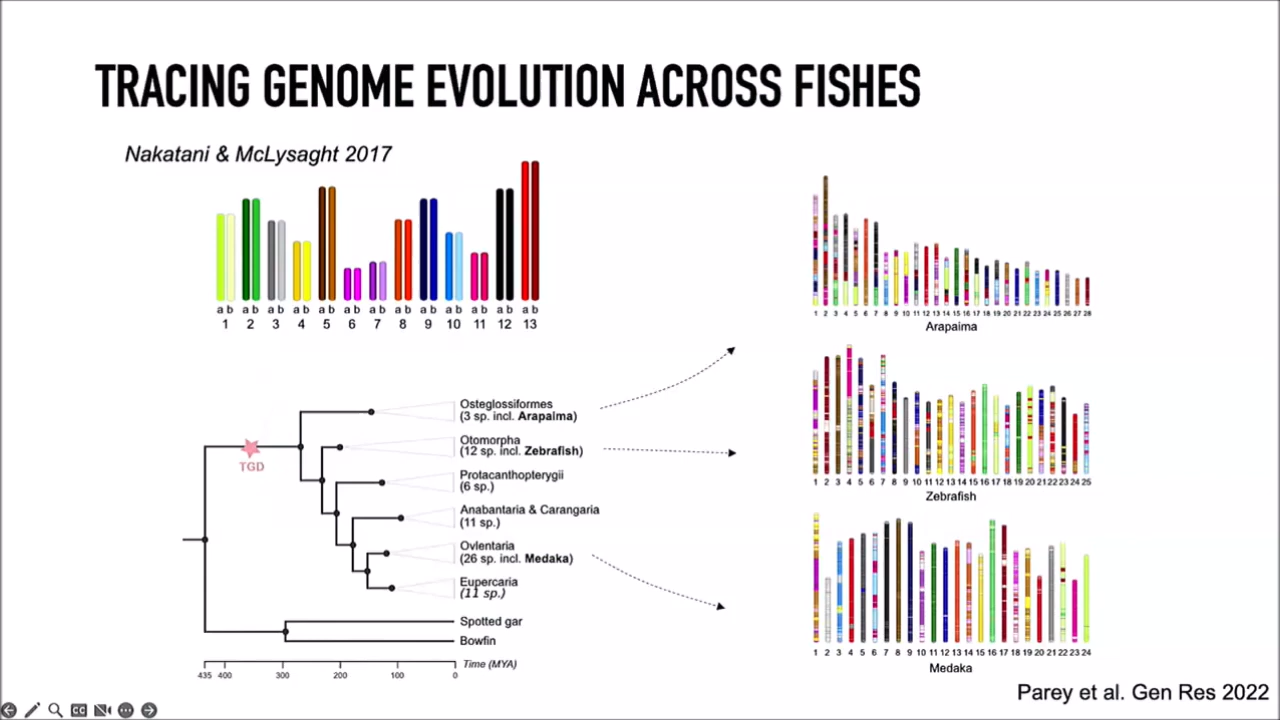 TRACING GENOME EVOLUTION ACROSS FISHES
Nakatani & McLysaght 2017
a b a b a b a b a b a b a b a b a b a b a b a b a b
1 2 3 4 5 6 7 8 9 10 11 12 13
Osteglossiformes
(3 sp. incl. Arapaima)
Otomorpha
(12 sp. incl. Zebrafish)
Protacanthopterygii
(6 sp.)
Anabantaria & Carangaria
(11 sp.)
Ovlentaria
(26 sp. incl. Medaka)
Eupercaria
(11 sp.)
Spotted gar
Bowfin
TGD
Time (MYA)
435 400 300 200 100 0
1 2 3 4 5 6 7 8 9 10 11 12 13 14 15 16 17 18 19 20 21 22 23 24 25 26 27 28
Arapaima
1 2 3 4 5 6 7 8 9 10 11 12 13 14 15 16 17 18 19 20 21 22 23 24 25
Zebrafish
1 2 3 4 5 6 7 8 9 10 11 12 13 14 15 16 17 18 19 20 21 22 23 24
Medaka
Parey et al. Gen Res 2022
CC